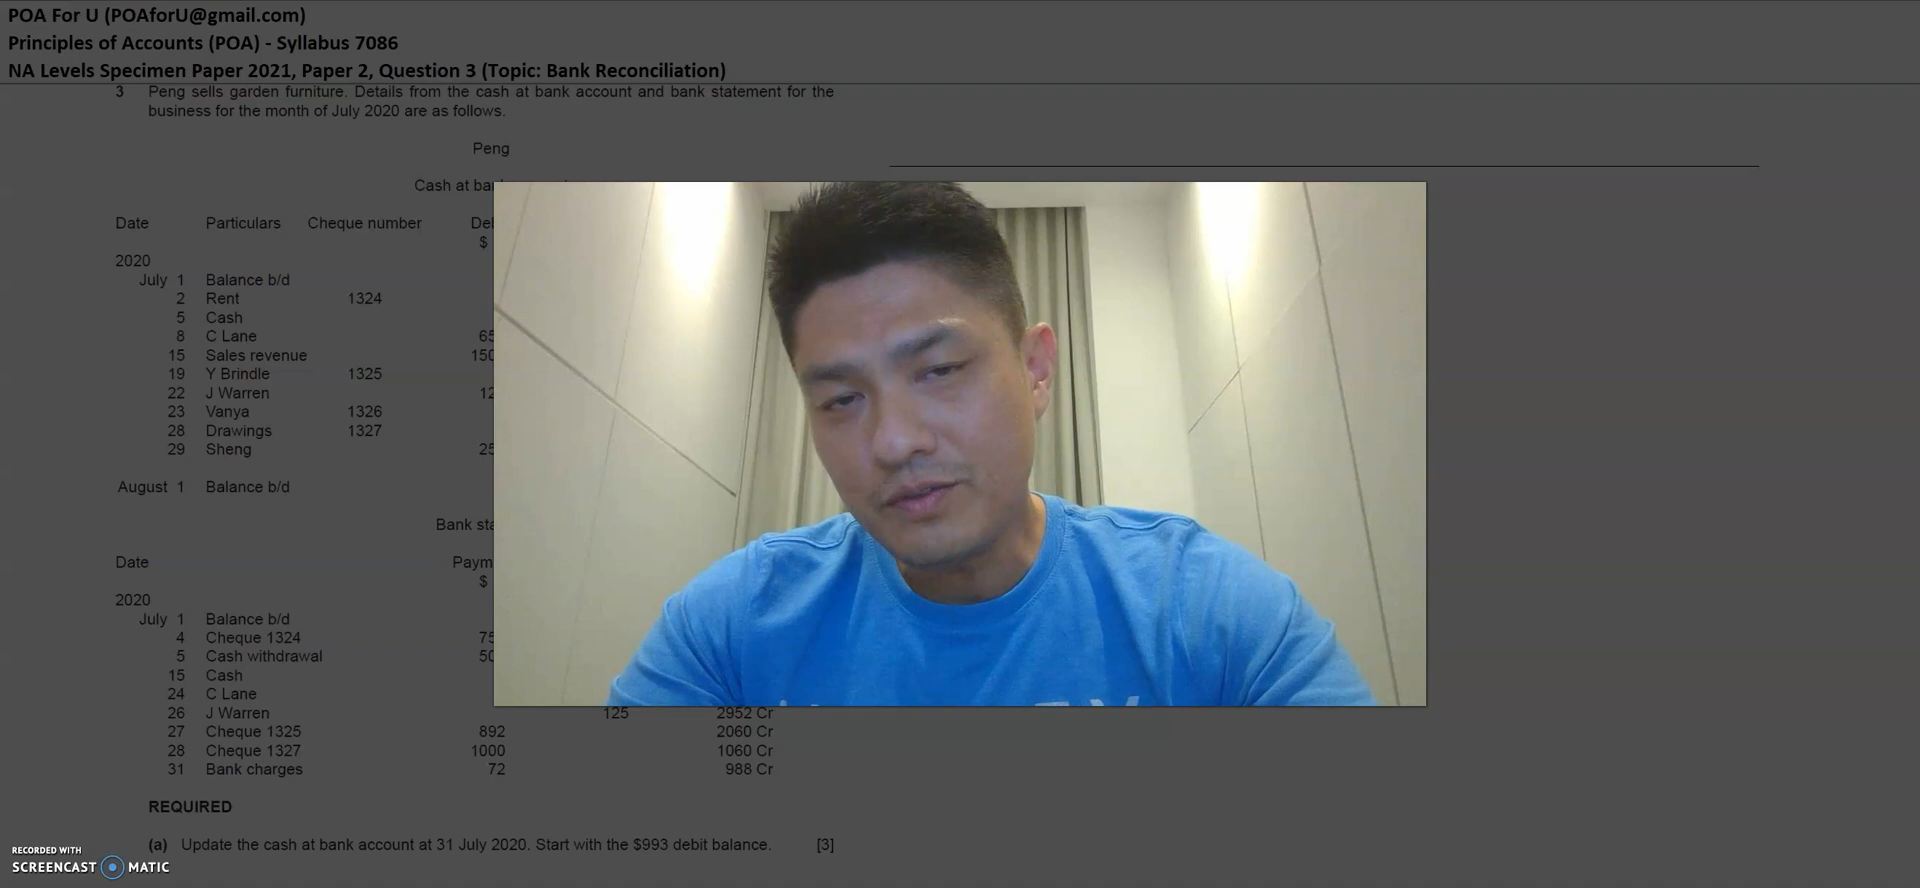 POA For U (POAforU@gmail.com)
Principles of Accounts (POA) - Syllabus 7086
NA Levels Specimen Paper 2021, Paper 2, Question 3 (Topic: Bank Reconciliation)
3 Peng sells garden furniture. Details from the cash at bank account and bank statement for the
business for the month of July 2020 are as follows.
Peng
Cash at
Date Particulars Cheque number
$
2020
July 1 Balance b/d
2 Rent 1324
5 Cash
8 C Lane
15 Sales revenue
19 Y Brindle 1325
22 J Warren
23 Vanya 1326
28 Drawings 1327
29 Sheng
August 1 Balance b/d
Bank
Date
$
2020
July 1 Balance b/d
4 Cheque 1324
5 Cash withdrawal
15 Cash
24 C Lane
26 J Warren 125 2952 Cr
27 Cheque 1325 892 2060 Cr
28 Cheque 1327 1000 1060 Cr
31 Bank charges 72 988 Cr
REQUIRED
(a) Update the cash at bank account at 31 July 2020. Start with the $993 debit balance. [3]
RECORDED WITH
SCREENCAST MATIC